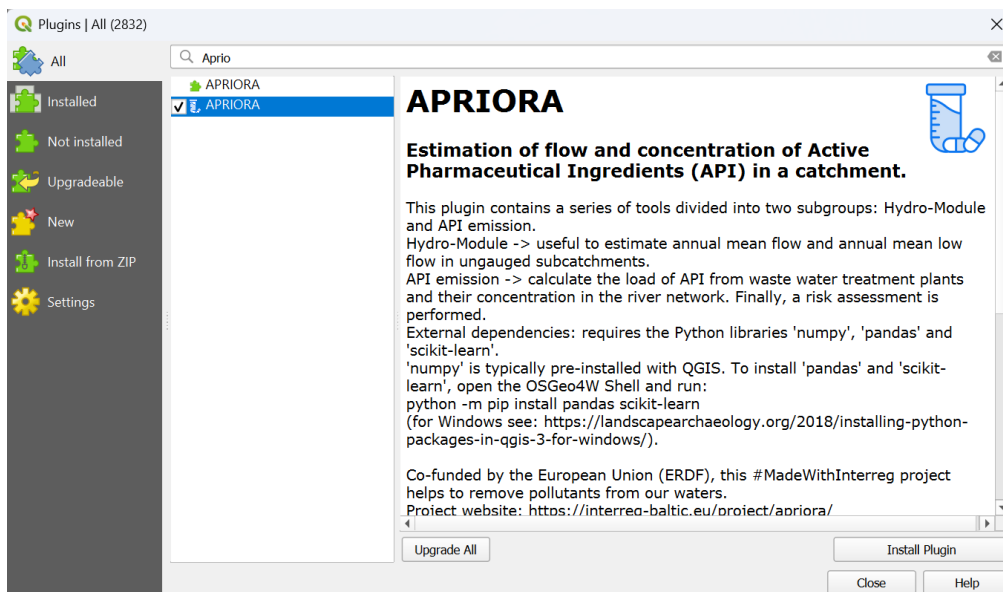 Plugins | All (2832)
All
Installed
Not installed
Upgradeable
New
Install from ZIP
Settings
Aprio
APRIORA
APRIORA
APRIORA
Estimation of flow and concentration of Active
Pharmaceutical Ingredients (API) in a catchment.
This plugin contains a series of tools divided into two subgroups: Hydro-Module
and API emission.
Hydro-Module -> useful to estimate annual mean flow and annual mean low
flow in ungauged subcatchments.
API emission -> calculate the load of API from waste water treatment plants
and their concentration in the river network. Finally, a risk assessment is
performed.
External dependencies: requires the Python libraries 'numpy', 'pandas' and
'scikit-learn'.
'numpy' is typically pre-installed with QGIS. To install 'pandas' and 'scikit-
learn', open the OSGeo4W Shell and run:
python -m pip install pandas scikit-learn
(for Windows see: https://landscapearchaeology.org/2018/installing-python-
packages-in-qgis-3-for-windows/).
Co-funded by the European Union (ERDF), this #MadeWithInterreg project
helps to remove pollutants from our waters.
Project website: https://interreg-baltic.eu/project/apriora/
Upgrade All
Install Plugin
Close
Help